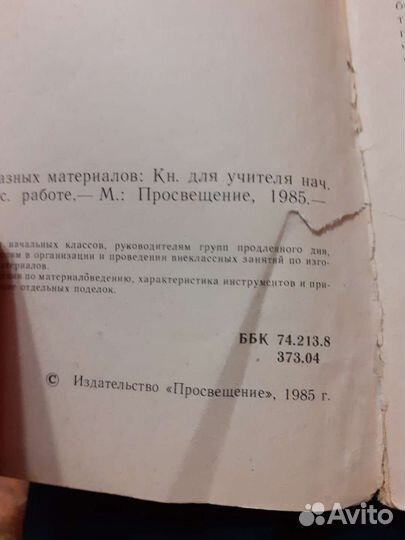 азных материалов: Кн. для учителя нач.
с. работе.— М.: Просвещение, 1985.—
начальных классов, руководителям групп продленного дня,
в организации и проведении внеклассных занятий по изго-
атериалов.
по материаловедению, характеристика инструментов и при-
отдельных поделок.
ББК 74.213.8
373.04
© Издательство «Просвещение», 1985 г.
Avito